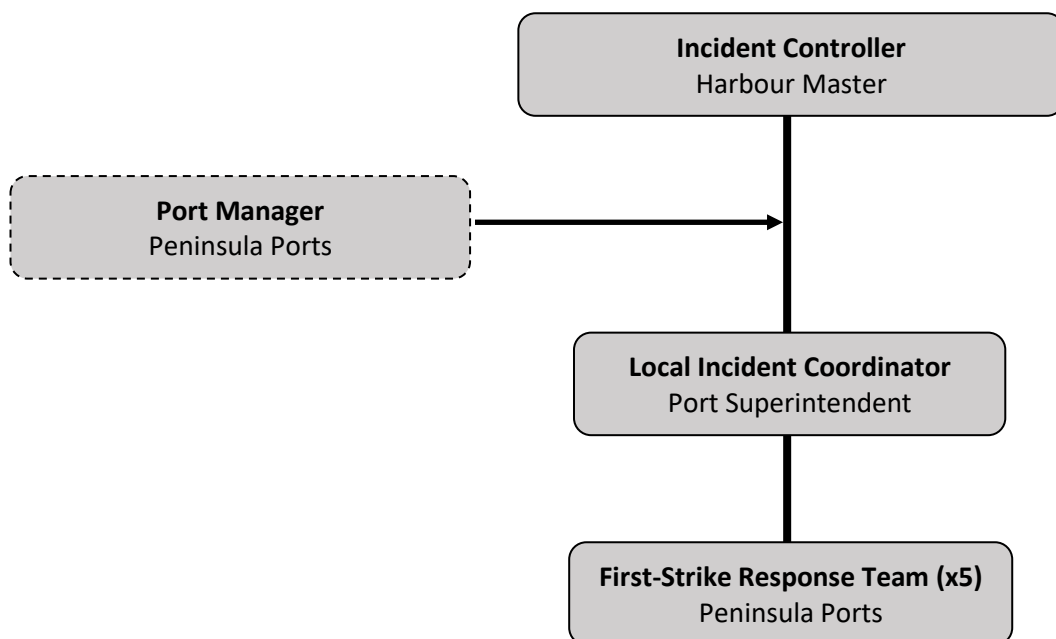 Incident Controller
Harbour Master
Port Manager
Peninsula Ports
Local Incident Coordinator
Port Superintendent
First-Strike Response Team (x5)
Peninsula Ports